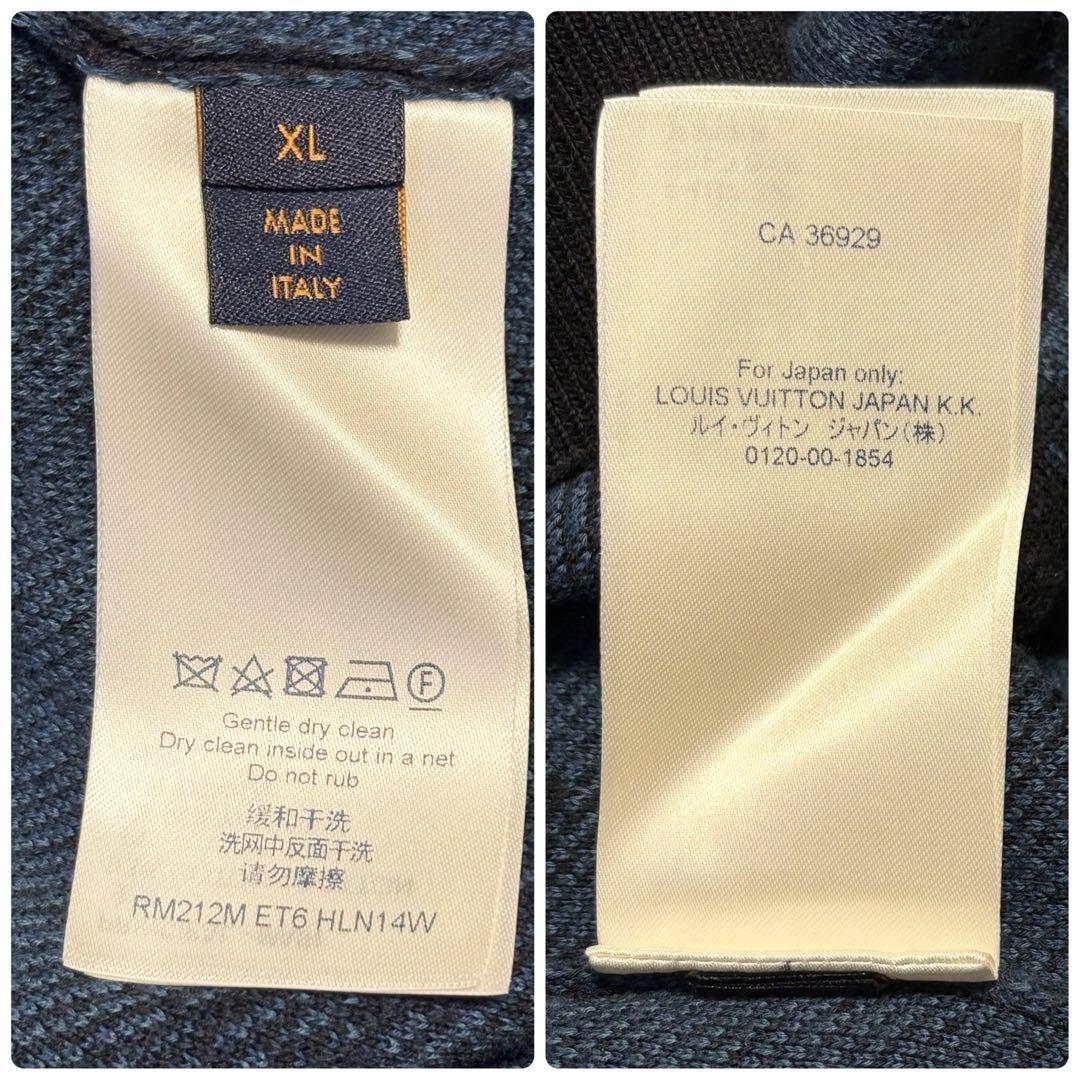 XL
MADE
IN
ITALY
F
Gentle dry clean
Dry clean inside out in a net
Do not rub
缓和干洗
洗网中反面干洗
请勿摩擦
RM212M ET6 HLN14W
CA 36929
For Japan only:
LOUIS VUITTON JAPAN K.K.
ルイ・ヴィトン ジャパン(株)
0120-00-1854